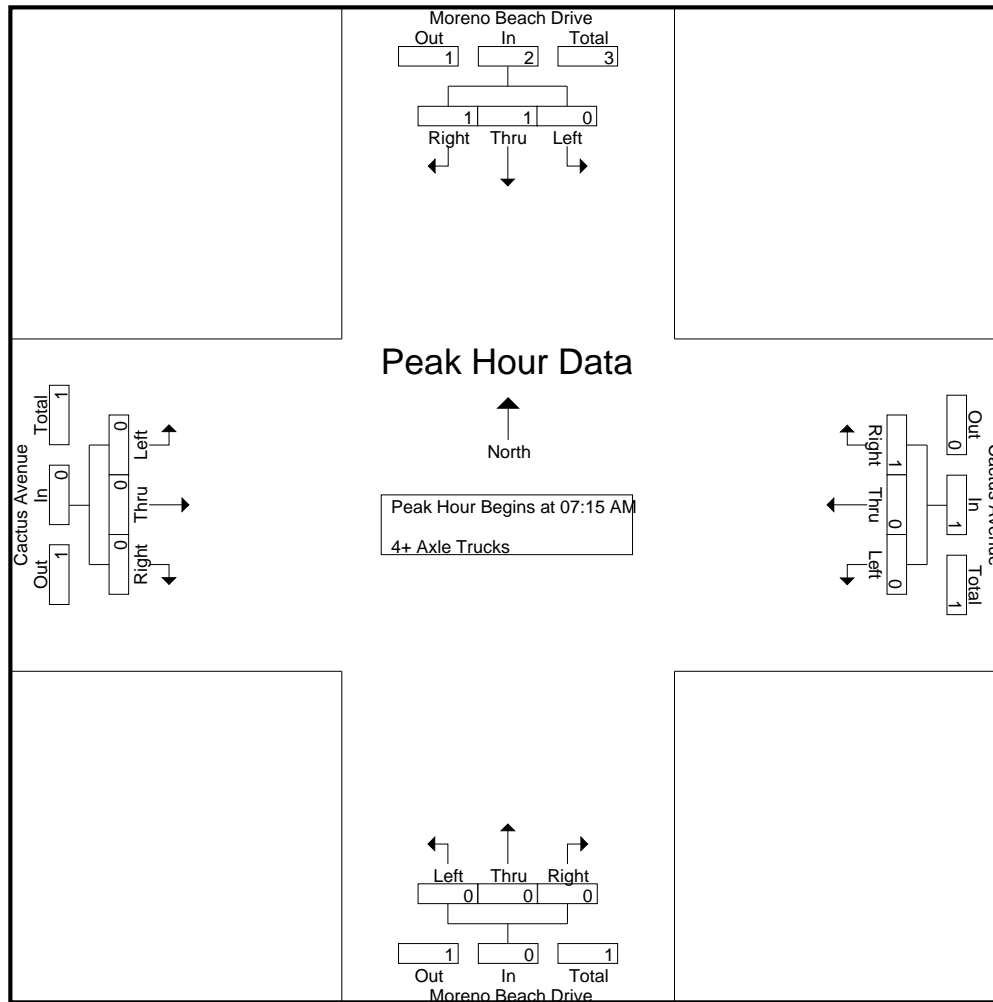 Moreno Beach Drive
Out In Total
1 2 3
1 1 0
Right Thru Left
Peak Hour Data
North
Peak Hour Begins at 07:15 AM
4+ Axle Trucks
Cactus Avenue
Out In Total
1 0 1
0 0 0
Right Thru Left
Cactus Avenue
Out In Total
0 1 1
1 0 0
Right Thru Left
Left Thru Right
0 0 0
1 0 1
Out In Total
Moreno Beach Drive